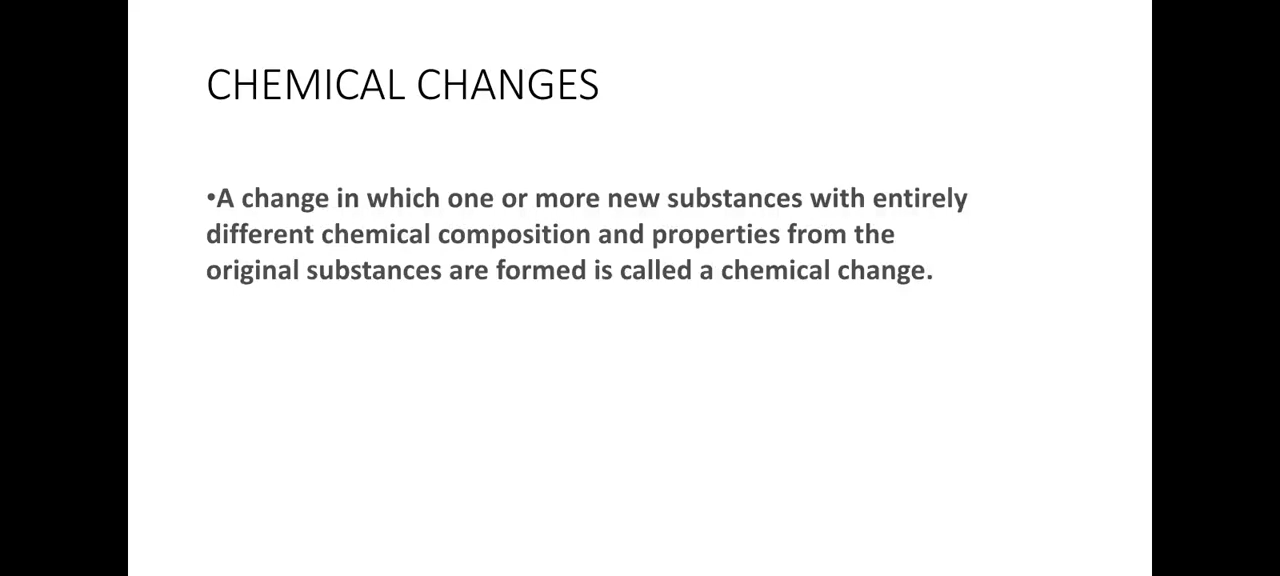 CHEMICAL CHANGES
•A change in which one or more new substances with entirely
different chemical composition and properties from the
original substances are formed is called a chemical change.